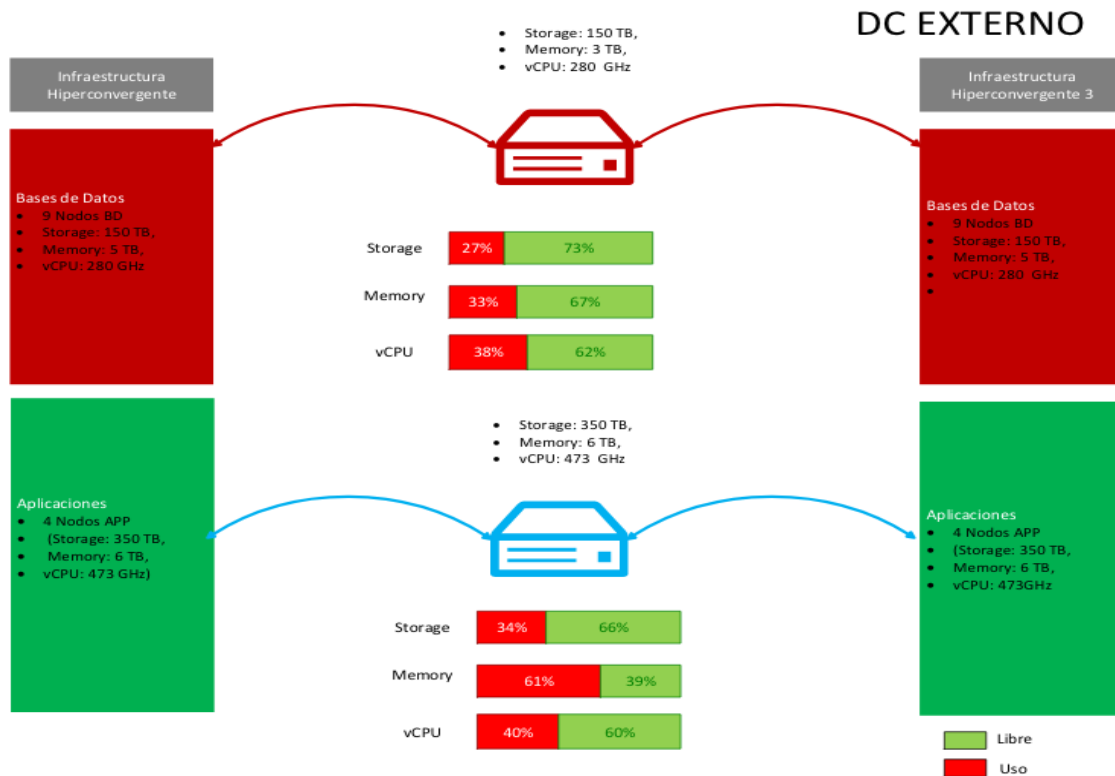 DC EXTERNO
• Storage: 150 TB,
• Memory: 3 TB,
• vCPU: 280 GHz
Infraestructura
Hiperconvergente
Infraestructura
Hiperconvergente 3
Bases de Datos
• 9 Nodos BD
• Storage: 150 TB,
• Memory: 5 TB,
• vCPU: 280 GHz
Storage 27% 73%
Memory 33% 67%
vCPU 38% 62%
Bases de Datos
• 9 Nodos BD
• Storage: 150 TB,
• Memory: 5 TB,
• vCPU: 280 GHz
•
• Storage: 350 TB,
• Memory: 6 TB,
• vCPU: 473 GHz
Aplicaciones
• 4 Nodos APP
• (Storage: 350 TB,
• Memory: 6 TB,
• vCPU: 473 GHz)
Aplicaciones
• 4 Nodos APP
• (Storage: 350 TB,
• Memory: 6 TB,
• vCPU: 473GHz
Storage 34% 66%
Memory 61% 39%
vCPU 40% 60%
Libre
Uso